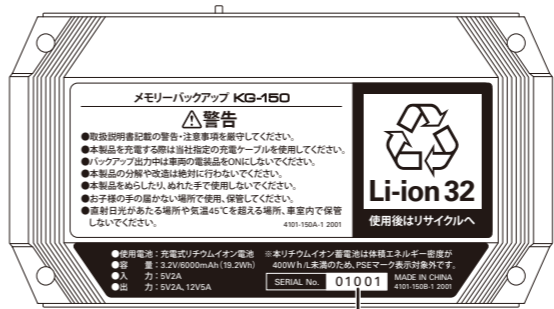 メモリーバックアップ KG-150
警告
●取扱説明書記載の警告・注意事項を厳守してください。
●本製品を充電する際は当社指定の充電ケーブルを使用してください。
●バックアップ出力中は車両の電装品をONにしないでください。
●本製品の分解や改造は絶対に行わないでください。
●本製品をぬらしたり、ぬれた手で使用しないでください。
●お子様の手の届かない場所で使用、保管してください。
●直射日光があたる場所や気温45℃を超える場所、車室内で保管
しないでください。
4101-150A-1 2001
Li-ion 32
使用後はリサイクルへ
●使用電池：充電式リチウムイオン電池
●容　量：3.2V/6000mAh（19.2Wh）
●入　力：5V2A
●出　力：5V2A、12V5A
※本リチウムイオン蓄電池は体積エネルギー密度が
400Wh/L未満のため、PSEマーク表示対象外です。
SERIAL No. 01001
MADE IN CHINA
4101-150B-1 2001